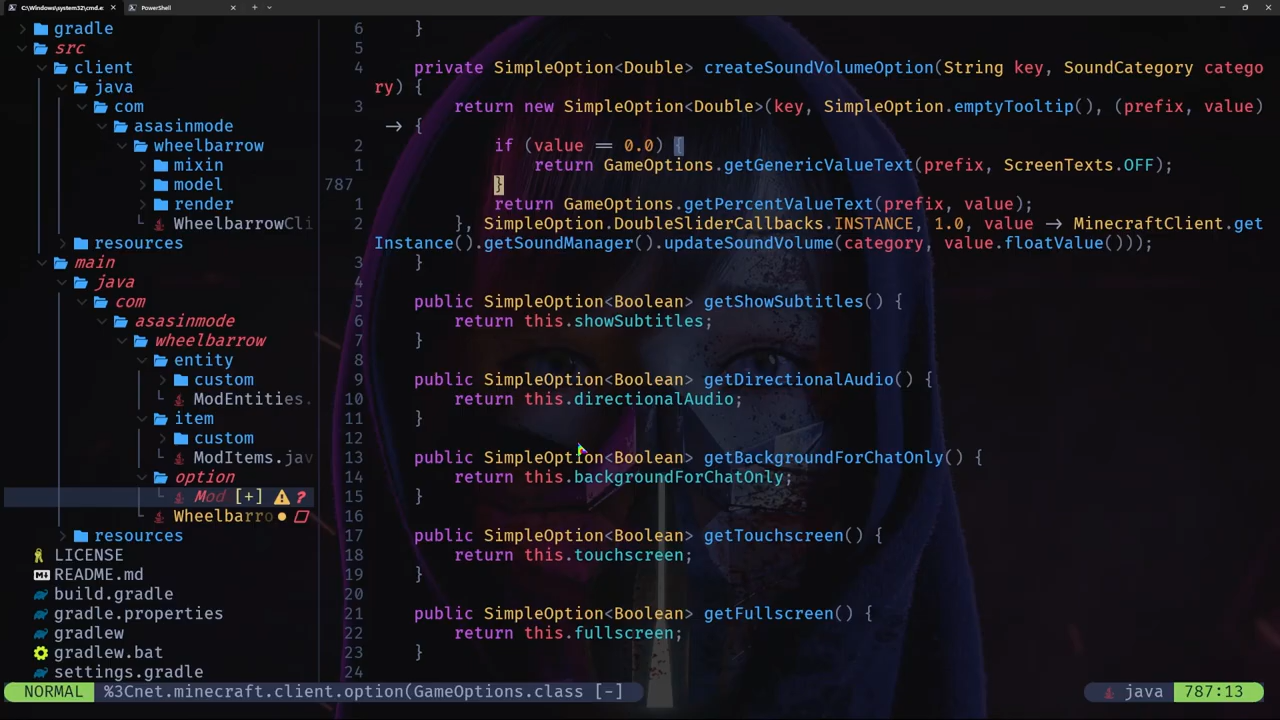 C:\Windows\system32\cmd.e
PowerShell
gradle
src
client
java
com
asasinmode
wheelbarrow
mixin
model
render
WheelbarrowCli
resources
main
java
com
asasinmode
wheelbarrow
entity
custom
ModEntities.
item
custom
ModItems.jav
option
Mod [+]
Wheelbarro
resources
LICENSE
README.md
build.gradle
gradle.properties
gradlew
gradlew.bat
settings.gradle
6 }
5
4 private SimpleOption<Double> createSoundVolumeOption(String key, SoundCategory catego
ry) {
3 return new SimpleOption<Double>(key, SimpleOption.emptyTooltip(), (prefix, value)
→ {
2 if (value == 0.0) {
1 return GameOptions.getGenericValueText(prefix, ScreenTexts.OFF);
787 }
1 return GameOptions.getPercentValueText(prefix, value);
2 }, SimpleOption.DoubleSliderCallbacks.INSTANCE, 1.0, value → MinecraftClient.get
Instance().getSoundManager().updateSoundVolume(category, value.floatValue()));
3 }
4
5 public SimpleOption<Boolean> getShowSubtitles() {
6 return this.showSubtitles;
7 }
8
9 public SimpleOption<Boolean> getDirectionalAudio() {
10 return this.directionalAudio;
11 }
12
13 public SimpleOption<Boolean> getBackgroundForChatOnly() {
14 return this.backgroundForChatOnly;
15 }
16
17 public SimpleOption<Boolean> getTouchscreen() {
18 return this.touchscreen;
19 }
20
21 public SimpleOption<Boolean> getFullscreen() {
22 return this.fullscreen;
23 }
24
NORMAL %3Cnet.minecraft.client.option(GameOptions.class [-]
java 787:13